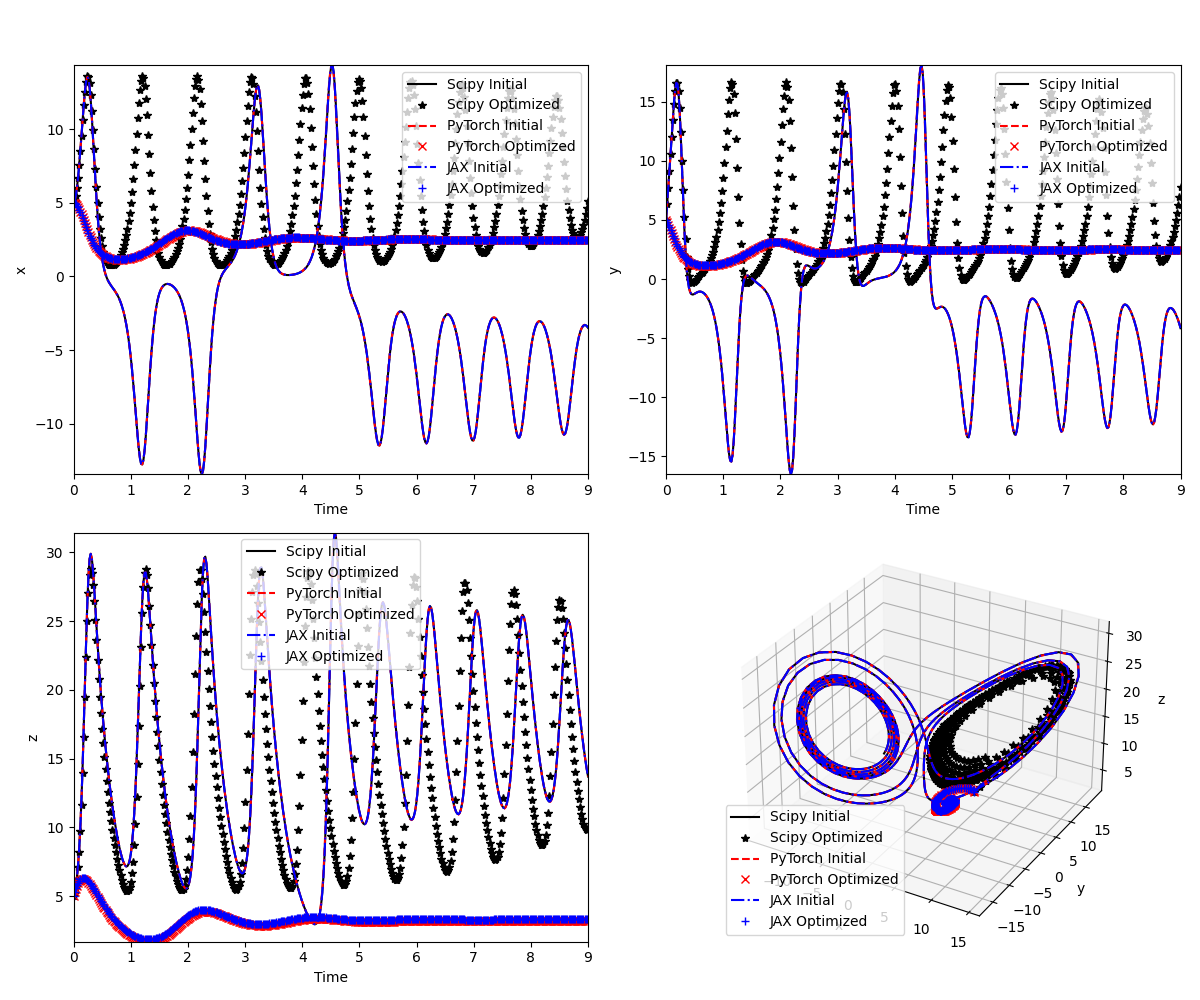 Scipy Initial
Scipy Optimized
PyTorch Initial
PyTorch Optimized
JAX Initial
JAX Optimized
10
5
0
−5
−10
x
0 1 2 3 4 5 6 7 8 9
Time
Scipy Initial
Scipy Optimized
PyTorch Initial
PyTorch Optimized
JAX Initial
JAX Optimized
15
10
5
0
−5
−10
−15
y
0 1 2 3 4 5 6 7 8 9
Time
Scipy Initial
Scipy Optimized
PyTorch Initial
PyTorch Optimized
JAX Initial
JAX Optimized
30
25
20
15
10
5
z
0 1 2 3 4 5 6 7 8 9
Time
30
25
20
15
10
5
z
Scipy Initial
Scipy Optimized
PyTorch Initial
PyTorch Optimized
JAX Initial
JAX Optimized
−5
0
5
10
15
15
10
5
0
−5
−10
−15
y